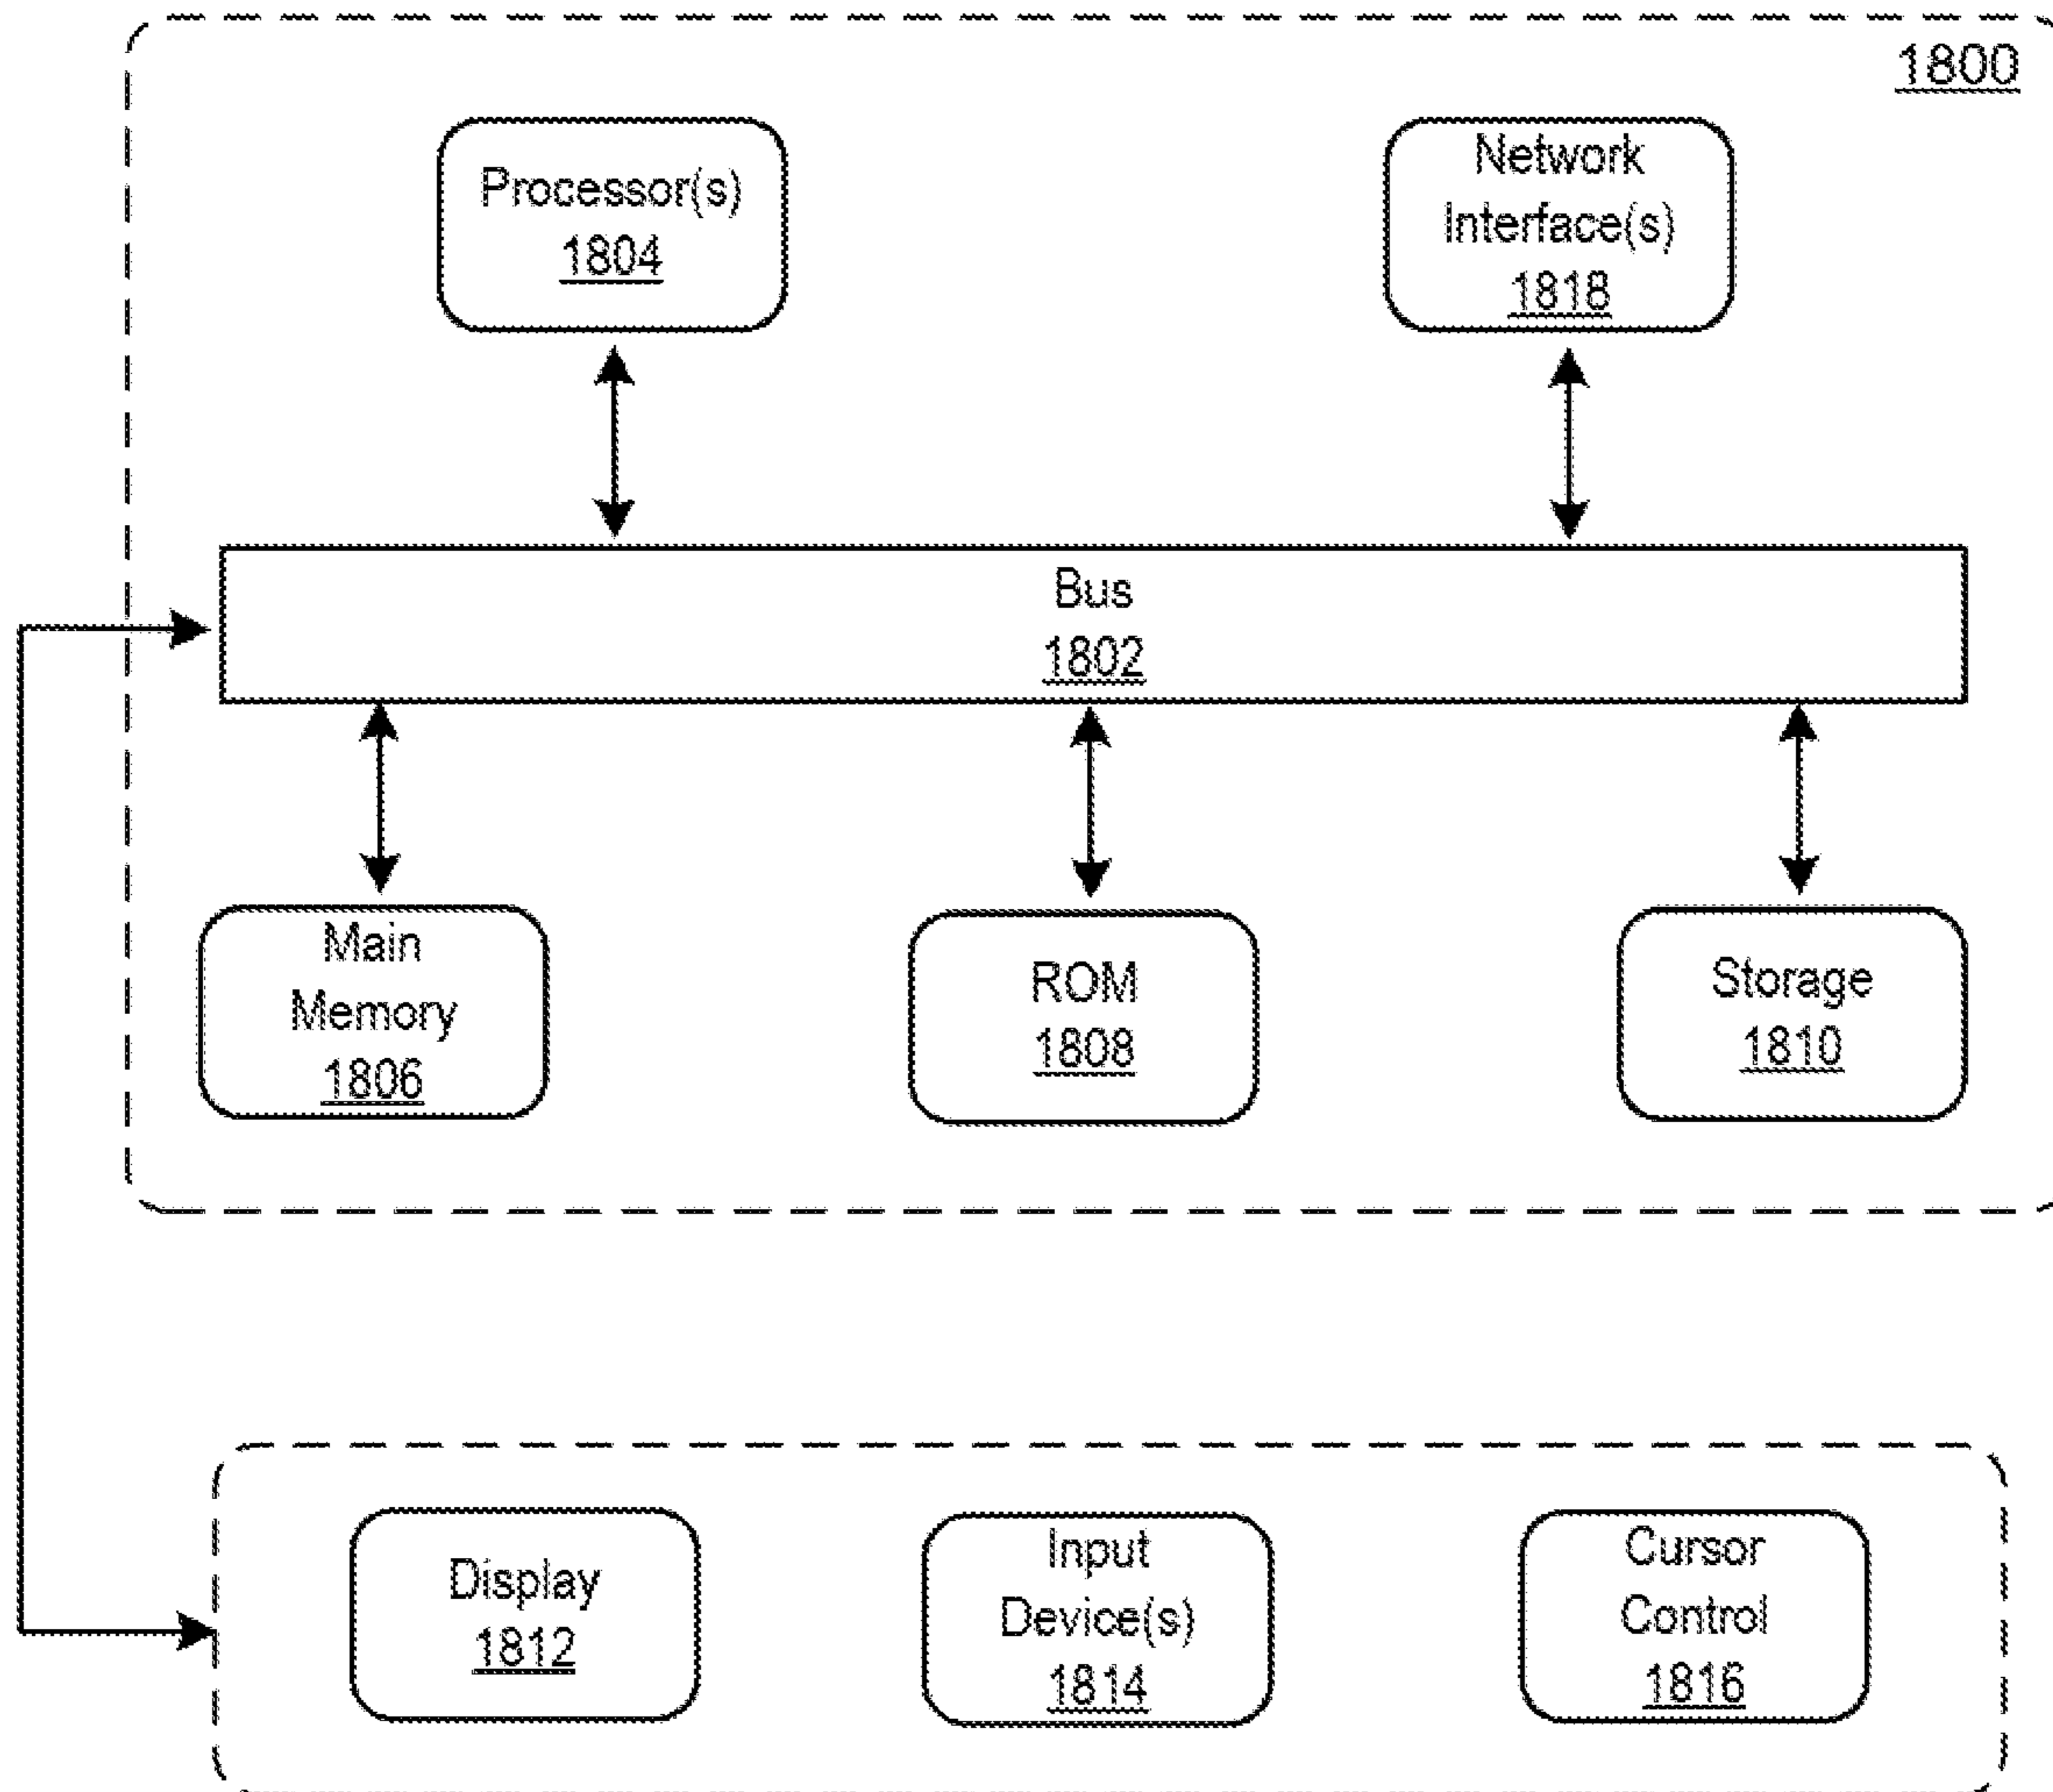 1800
Processor(s)
1804
Network
Interface(s)
1818
Bus
1802
Main
Memory
1806
ROM
1808
Storage
1810
Display
1812
Input
Device(s)
1814
Cursor
Control
1816